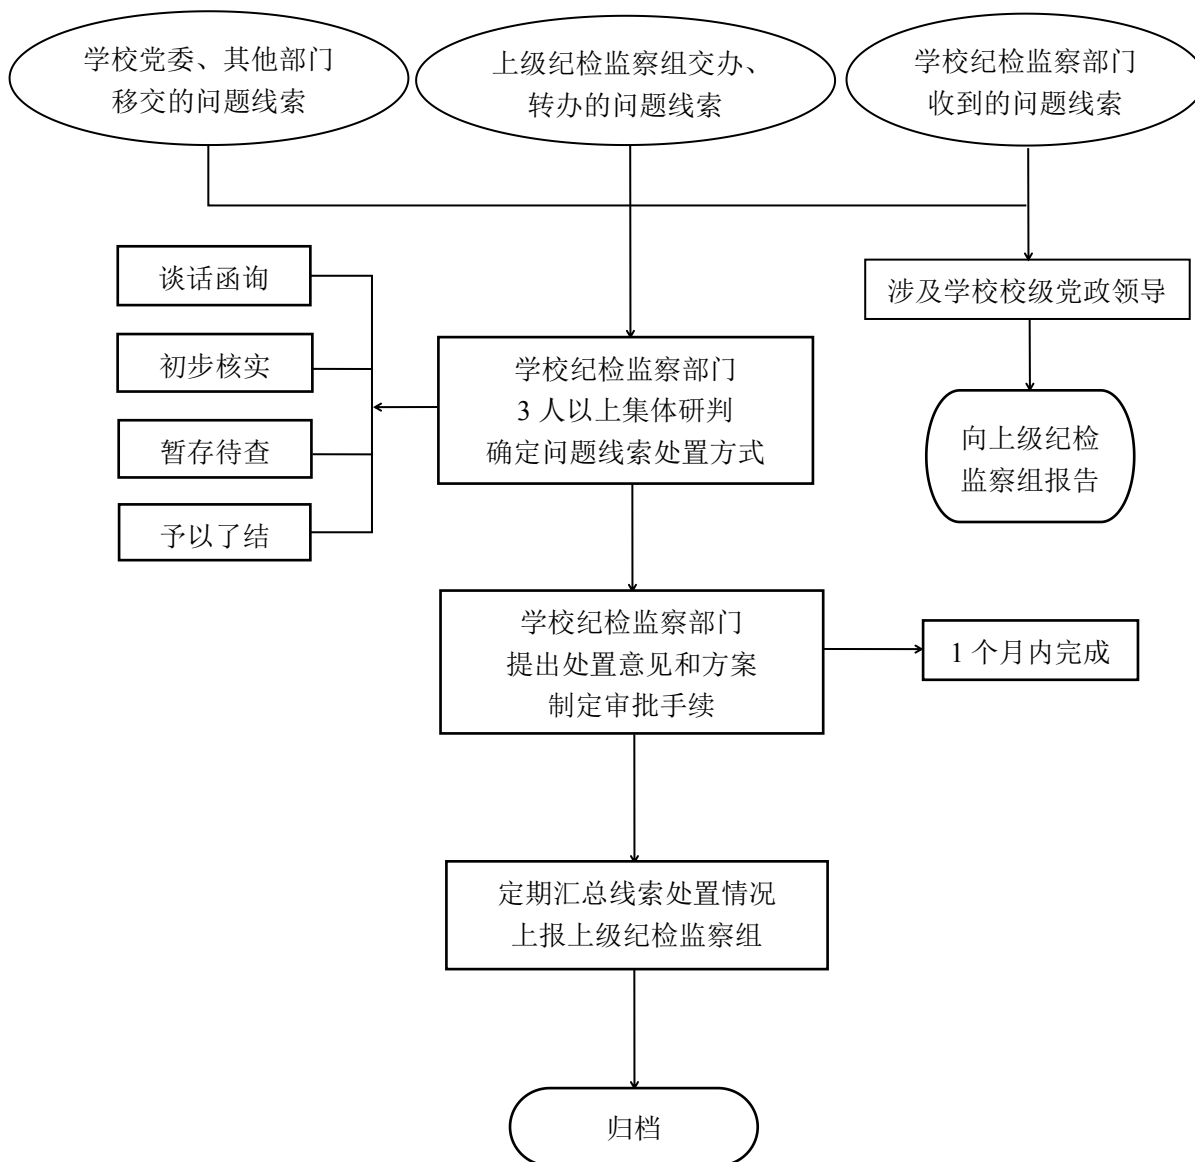 学校党委、其他部门
移交的问题线索
上级纪检监察组交办、
转办的问题线索
学校纪检监察部门
收到的问题线索
谈话函询
初步核实
暂存待查
予以了结
学校纪检监察部门
3 人以上集体研判
确定问题线索处置方式
涉及学校校级党政领导
向上级纪检
监察组报告
学校纪检监察部门
提出处置意见和方案
制定审批手续
1 个月内完成
定期汇总线索处置情况
上报上级纪检监察组
归档